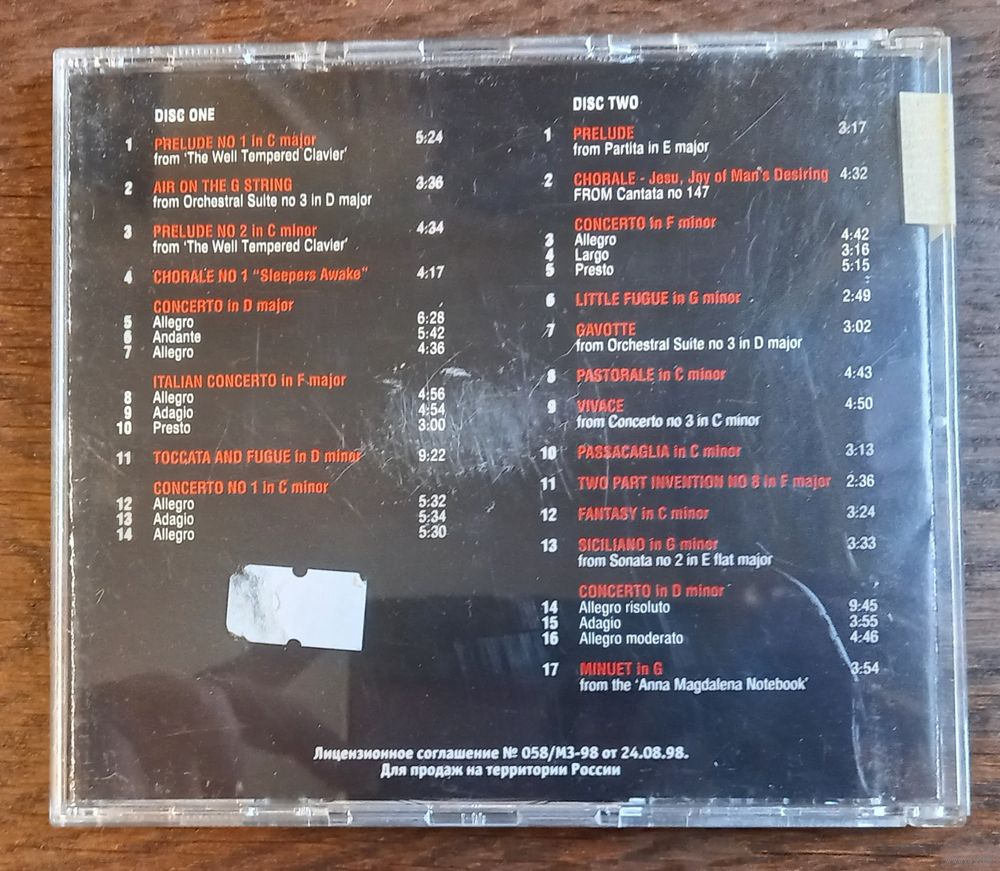 DISC ONE
1 PRELUDE NO 1 in C major 5:24
from 'The Well Tempered Clavier'
2 AIR ON THE G STRING 3:36
from Orchestral Suite no 3 in D major
3 PRELUDE NO 2 in C minor 4:34
from 'The Well Tempered Clavier'
4 CHORALE NO 1 "Sleepers Awake" 4:17
CONCERTO in D major
5 Allegro 6:28
6 Andante 5:42
7 Allegro 4:36
ITALIAN CONCERTO in F major
8 Allegro 4:56
9 Adagio 4:54
10 Presto 3:00
11 TOCCATA AND FUGUE in D minor 9:22
CONCERTO NO 1 in C minor
12 Allegro 5:32
13 Adagio 5:34
14 Allegro 5:30
DISC TWO
1 PRELUDE 3:17
from Partita in E major
2 CHORALE - Jesu, Joy of Man's Desiring 4:32
FROM Cantata no 147
CONCERTO in F minor
3 Allegro 4:42
4 Largo 3:16
5 Presto 5:15
6 LITTLE FUGUE in G minor 2:49
7 GAVOTTE 3:02
from Orchestral Suite no 3 in D major
8 PASTORALE in C minor 4:43
9 VIVACE 4:50
from Concerto no 3 in C minor
10 PASSACAGLIA in C minor 3:13
11 TWO PART INVENTION NO 8 in F major 2:36
12 FANTASY in C minor 3:24
13 SICILIANO in G minor 3:33
from Sonata no 2 in E flat major
CONCERTO in D minor
14 Allegro risoluto 9:45
15 Adagio 3:55
16 Allegro moderato 4:46
17 MINUET in G 3:54
from the 'Anna Magdalena Notebook'
Лицензионное соглашение № 058/МЗ-98 от 24.08.98.
Для продаж на территории России